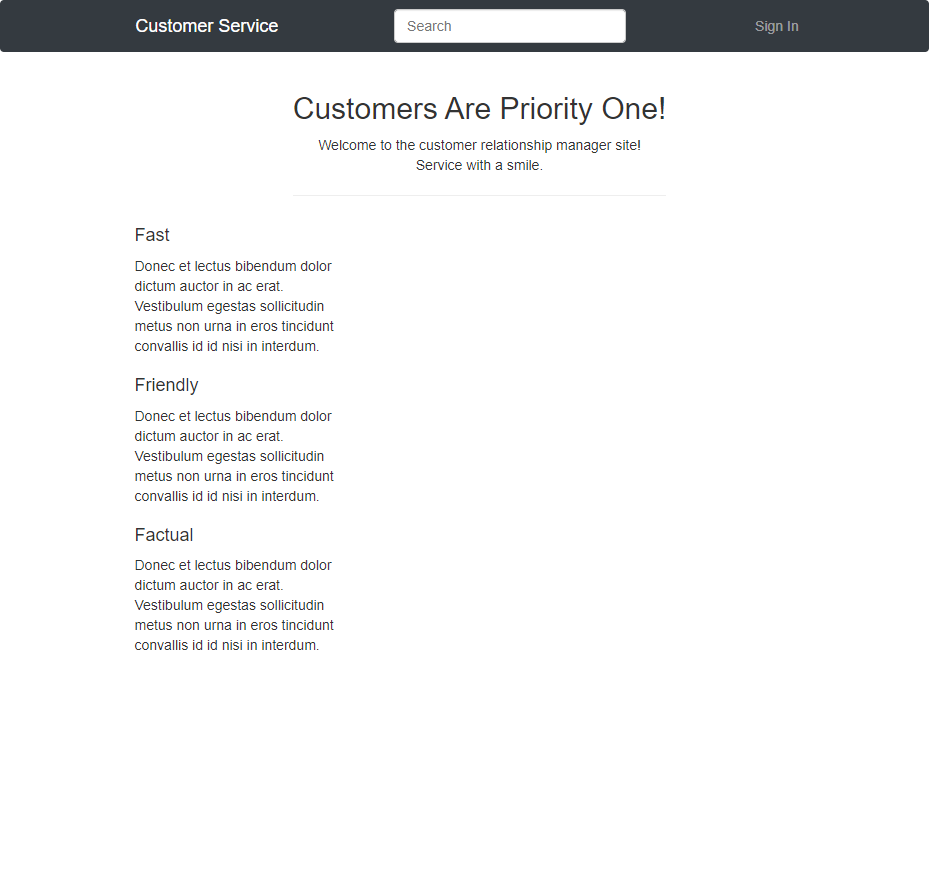 Customer Service
Search
Sign In
Customers Are Priority One!
Welcome to the customer relationship manager site!
Service with a smile.
Fast
Donec et lectus bibendum dolor
dictum auctor in ac erat.
Vestibulum egestas sollicitudin
metus non urna in eros tincidunt
convallis id id nisi in interdum.
Friendly
Donec et lectus bibendum dolor
dictum auctor in ac erat.
Vestibulum egestas sollicitudin
metus non urna in eros tincidunt
convallis id id nisi in interdum.
Factual
Donec et lectus bibendum dolor
dictum auctor in ac erat.
Vestibulum egestas sollicitudin
metus non urna in eros tincidunt
convallis id id nisi in interdum.